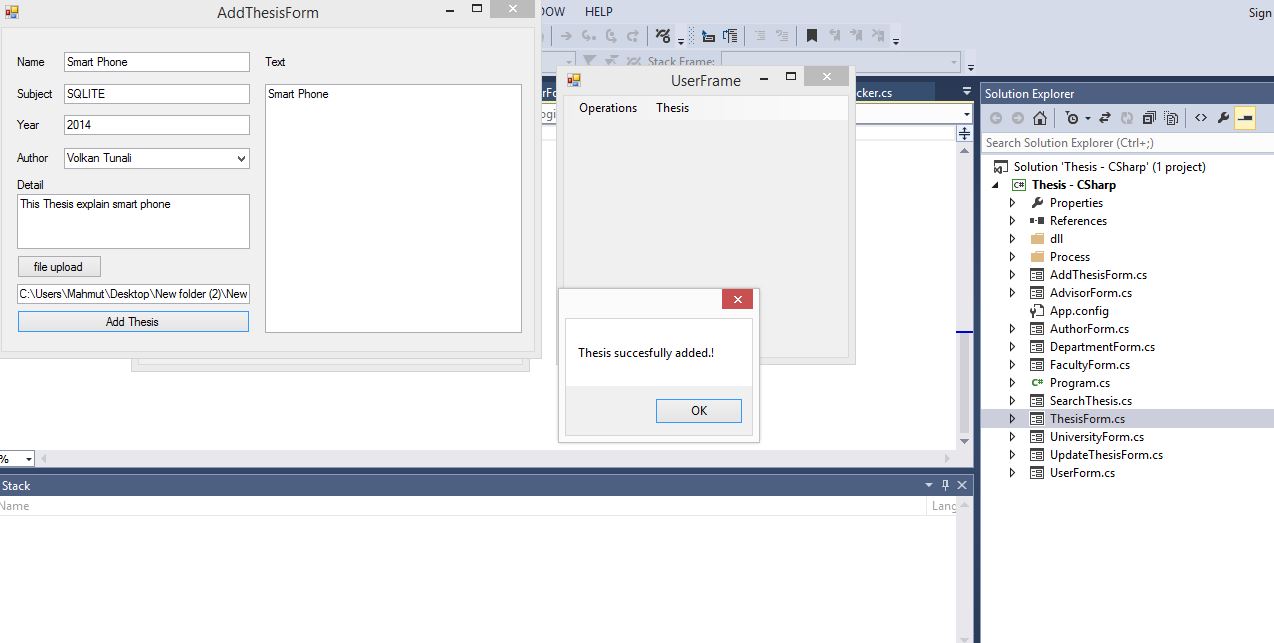 AddThesisForm
Name
Smart Phone
Text
Subject
SQLITE
Smart Phone
Year
2014
Author
Volkan Tunali
Detail
This Thesis explain smart phone
file upload
C:\Users\Mahmut\Desktop\New folder (2)\New
Add Thesis
HELP
Sign
Stack Frame:
UserFrame
Operations
Thesis
cker.cs
Thesis succesfully added.!
OK
%
Stack
Name
Lang
Solution Explorer
Search Solution Explorer (Ctrl+;)
Solution 'Thesis - CSharp' (1 project)
C# Thesis - CSharp
Properties
References
dll
Process
AddThesisForm.cs
AdvisorForm.cs
App.config
AuthorForm.cs
DepartmentForm.cs
FacultyForm.cs
C# Program.cs
SearchThesis.cs
ThesisForm.cs
UniversityForm.cs
UpdateThesisForm.cs
UserForm.cs